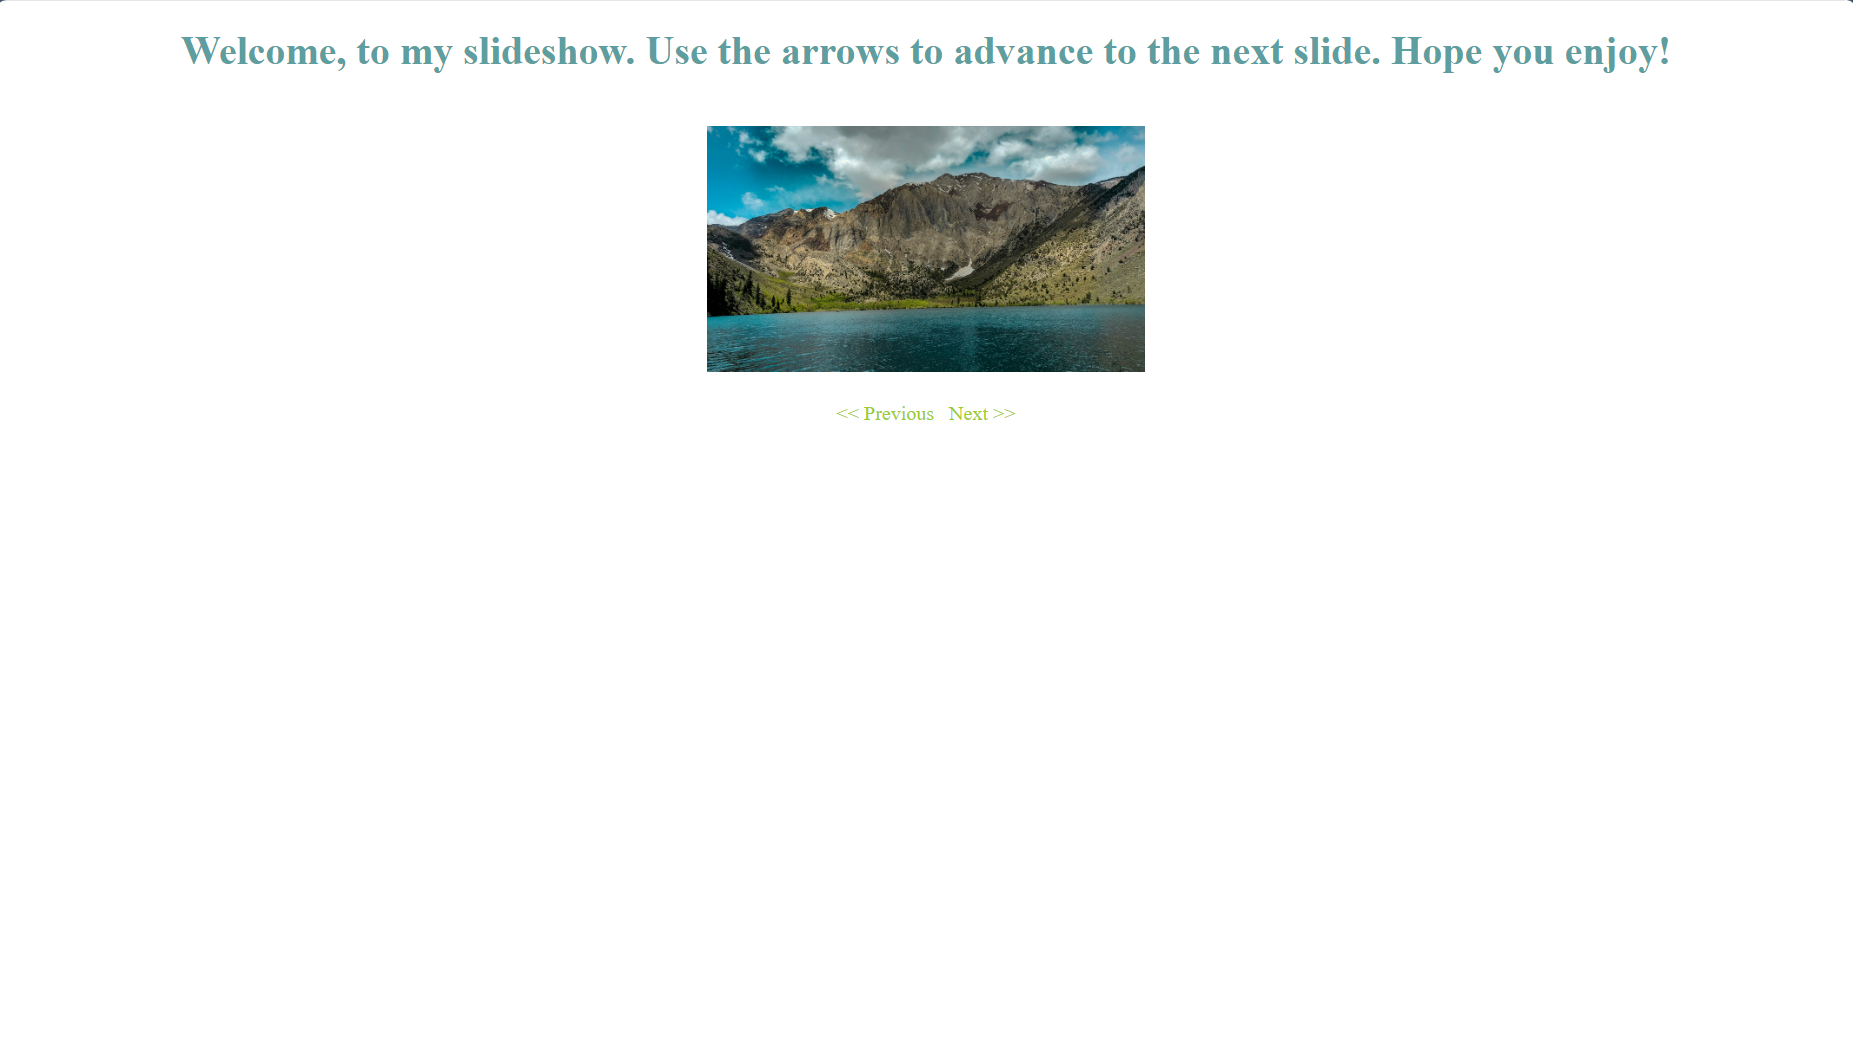 Welcome, to my slideshow. Use the arrows to advance to the next slide. Hope you enjoy!
<< Previous Next >>